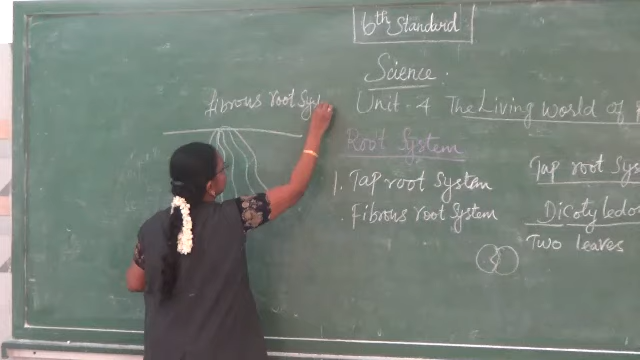 6th Standard
Science.
Unit - 4 The Living world of
fibrous root Sy
Root System
1. Tap root System
. Fibrous root System
Tap root Sys
Dicotyledo
Two leaves